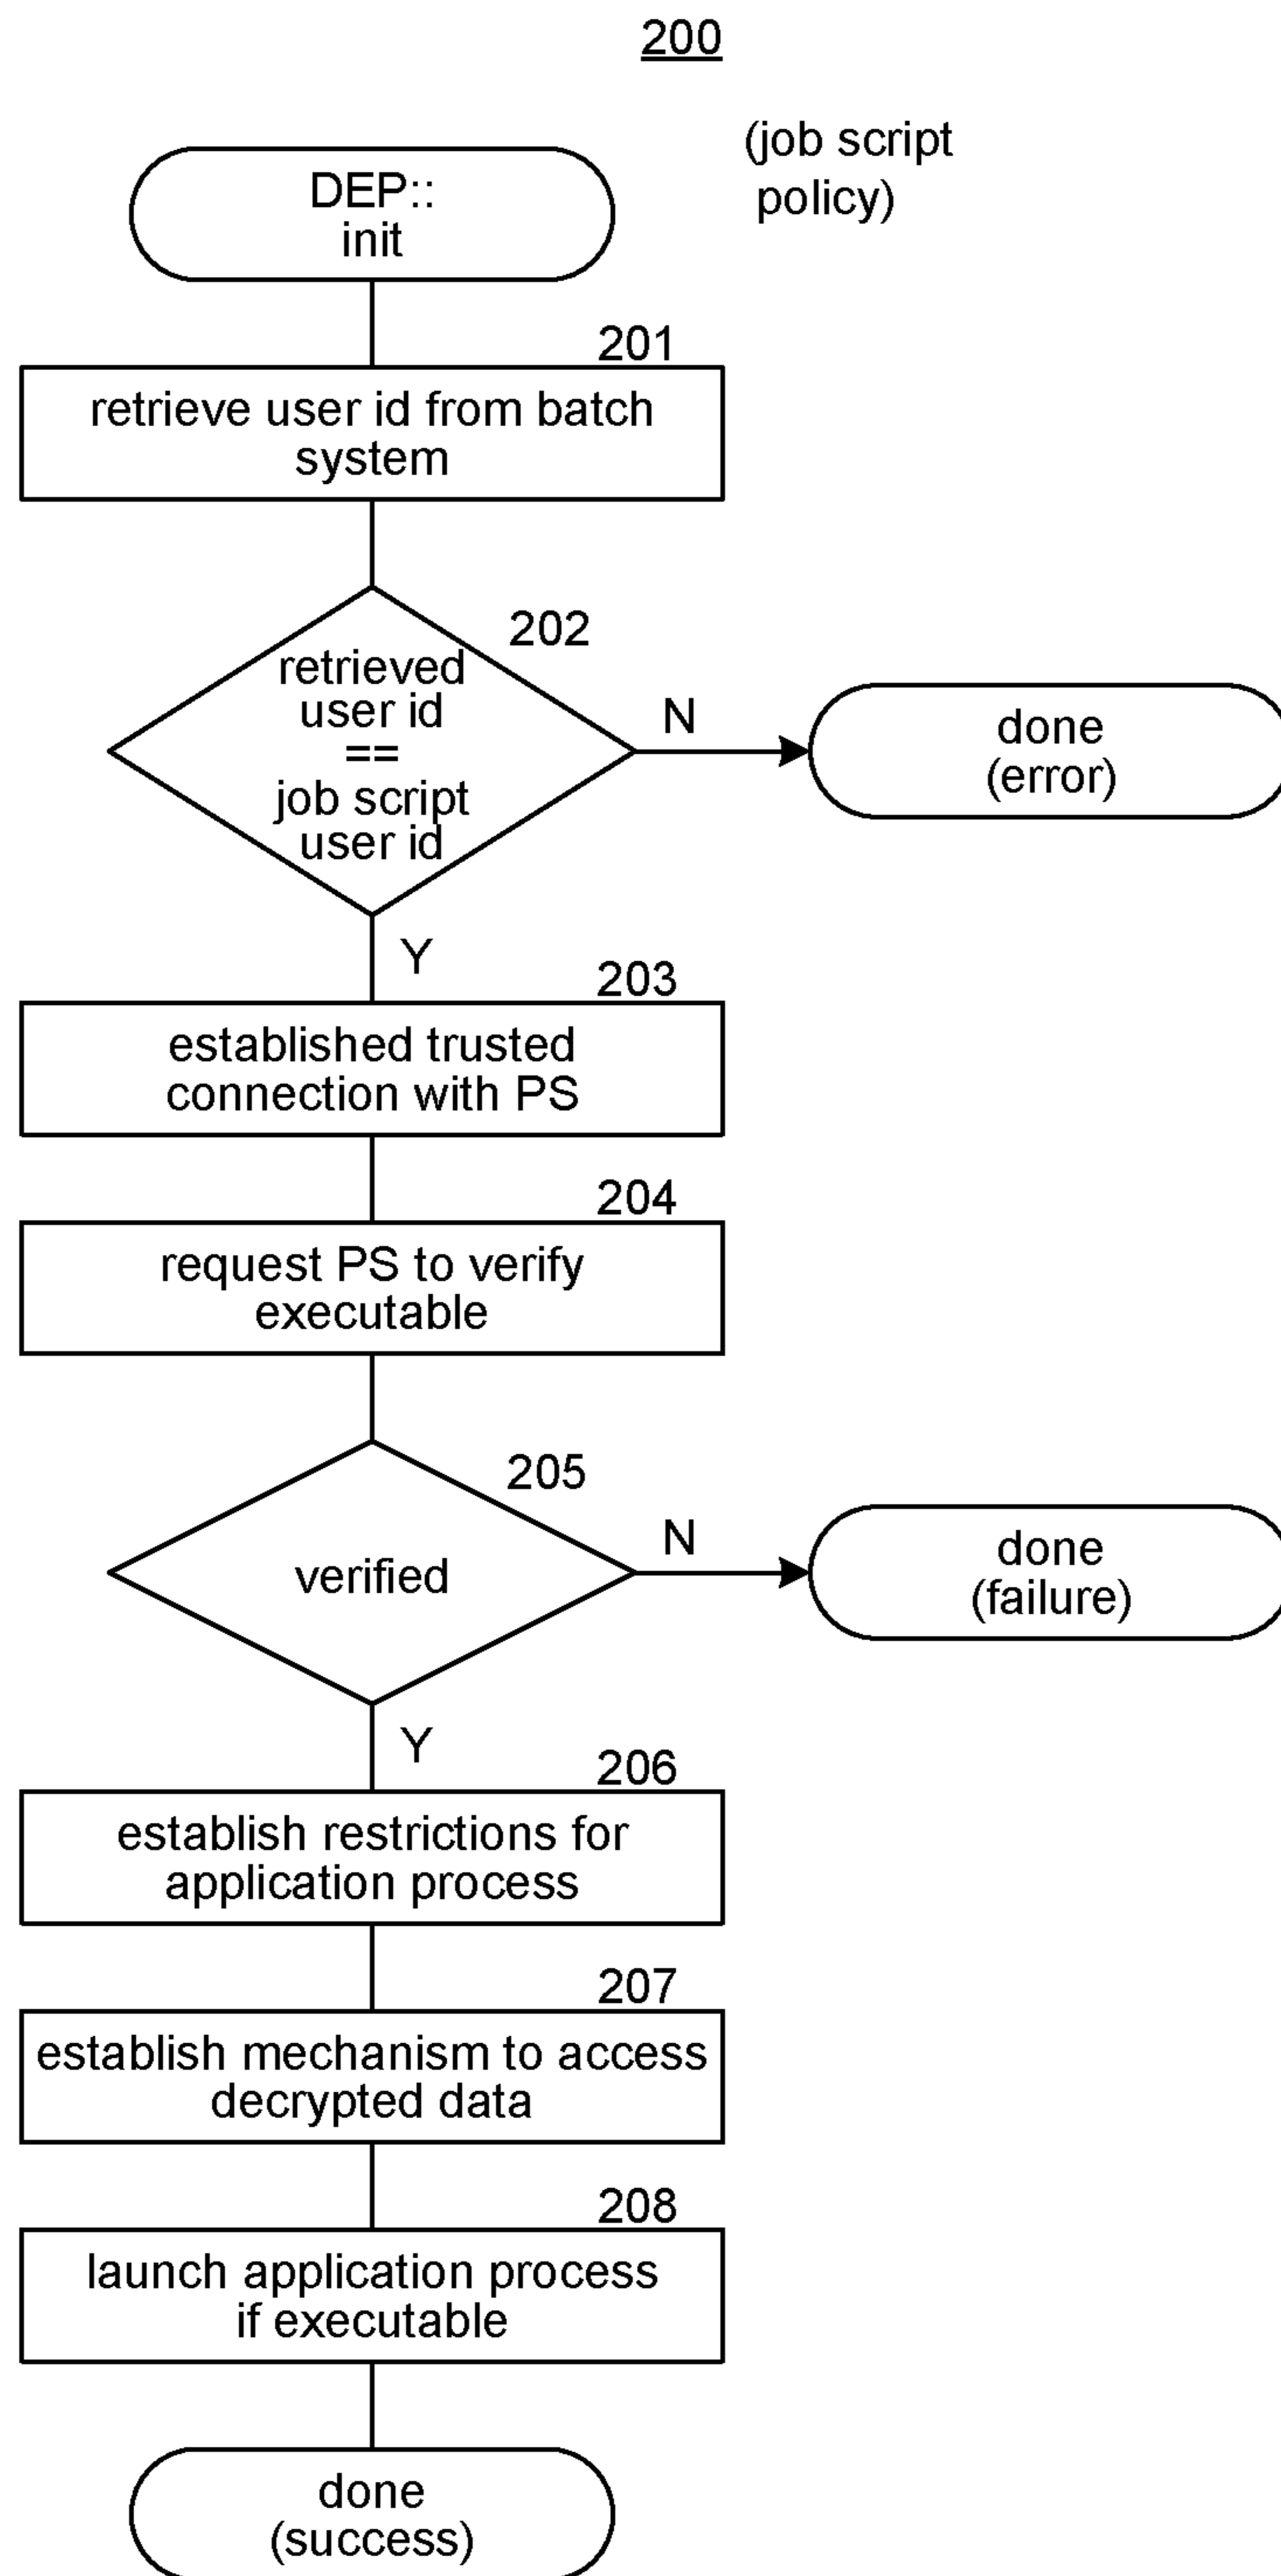 200
(job script
policy)
DEP::
init
201
retrieve user id from batch
system
202
retrieved
user id
==
job script
user id
N
done
(error)
Y
203
established trusted
connection with PS
204
request PS to verify
executable
205
verified
N
done
(failure)
Y
206
establish restrictions for
application process
207
establish mechanism to access
decrypted data
208
launch application process
if executable
done
(success)